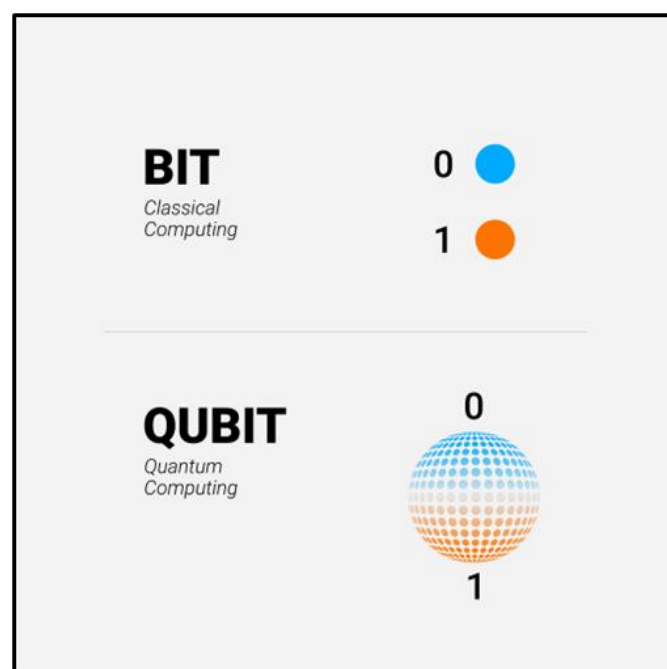 BIT
Classical
Computing
0
1
QUBIT
Quantum
Computing
0
1